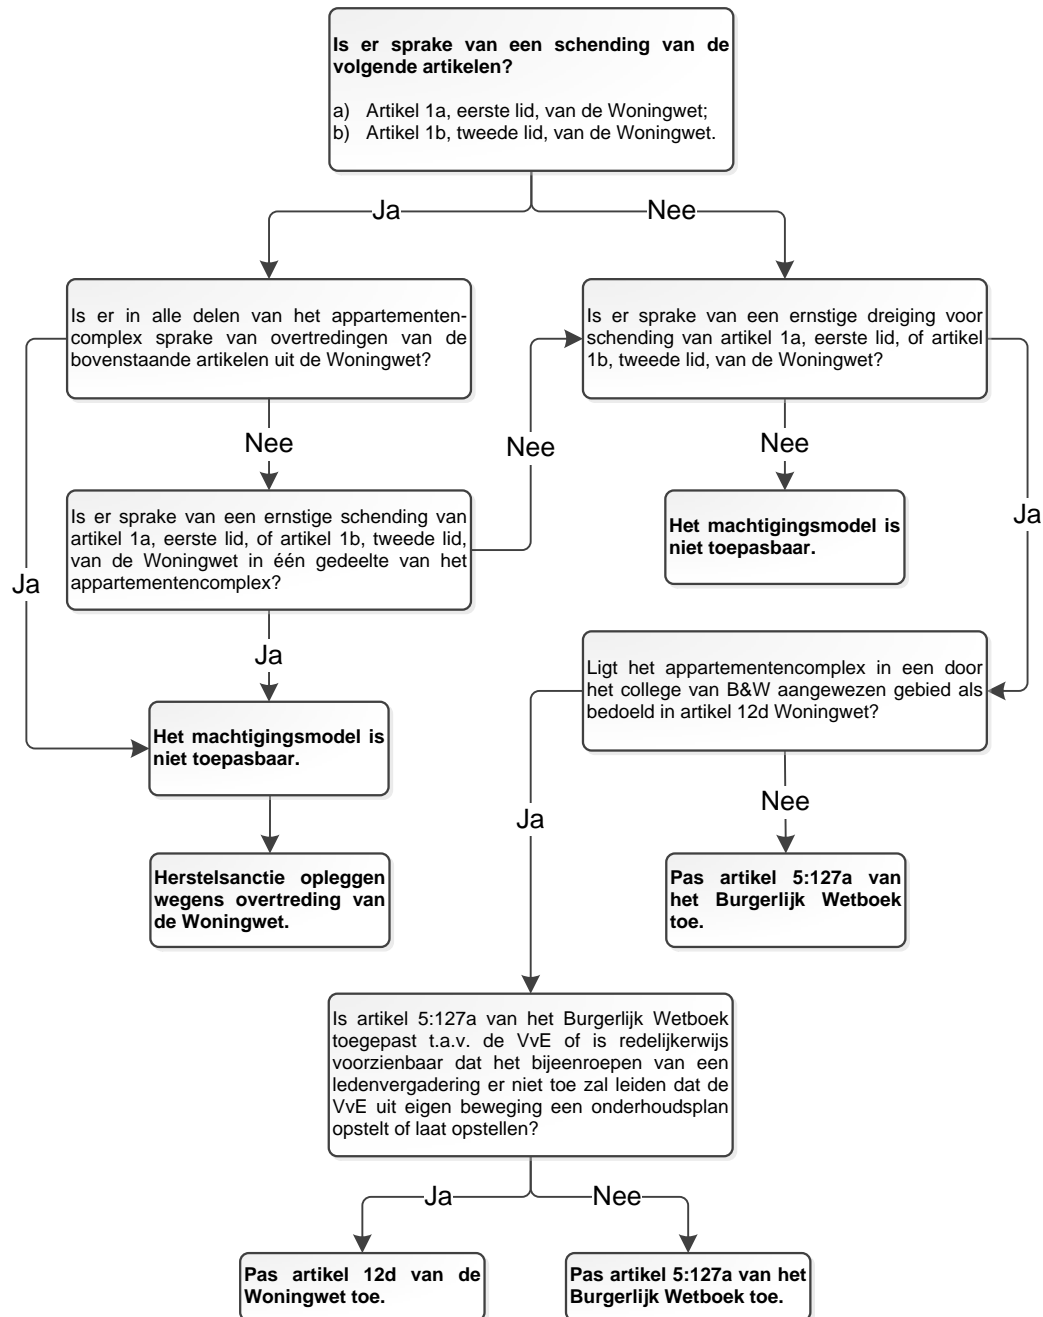 Is er sprake van een schending van de
volgende artikelen?
a) Artikel 1a, eerste lid, van de Woningwet;
b) Artikel 1b, tweede lid, van de Woningwet.
Ja
Nee
Is er in alle delen van het appartementen-
complex sprake van overtredingen van de
bovenstaande artikelen uit de Woningwet?
Is er sprake van een ernstige dreiging voor
schending van artikel 1a, eerste lid, of artikel
1b, tweede lid, van de Woningwet?
Nee
Nee
Nee
Is er sprake van een ernstige schending van
artikel 1a, eerste lid, of artikel 1b, tweede lid,
van de Woningwet in één gedeelte van het
appartementencomplex?
Het machtigingsmodel is
niet toepasbaar.
Ja
Ja
Ja
Ligt het appartementencomplex in een door
het college van B&W aangewezen gebied als
bedoeld in artikel 12d Woningwet?
Het machtigingsmodel is
niet toepasbaar.
Nee
Ja
Herstelsanctie opleggen
wegens overtreding van
de Woningwet.
Pas artikel 5:127a van
het Burgerlijk Wetboek
toe.
Is artikel 5:127a van het Burgerlijk Wetboek
toegepast t.a.v. de VvE of is redelijkerwijs
voorzienbaar dat het bijeenroepen van een
ledenvergadering er niet toe zal leiden dat de
VvE uit eigen beweging een onderhoudsplan
opstelt of laat opstellen?
Ja
Nee
Pas artikel 12d van de
Woningwet toe.
Pas artikel 5:127a van het
Burgerlijk Wetboek toe.